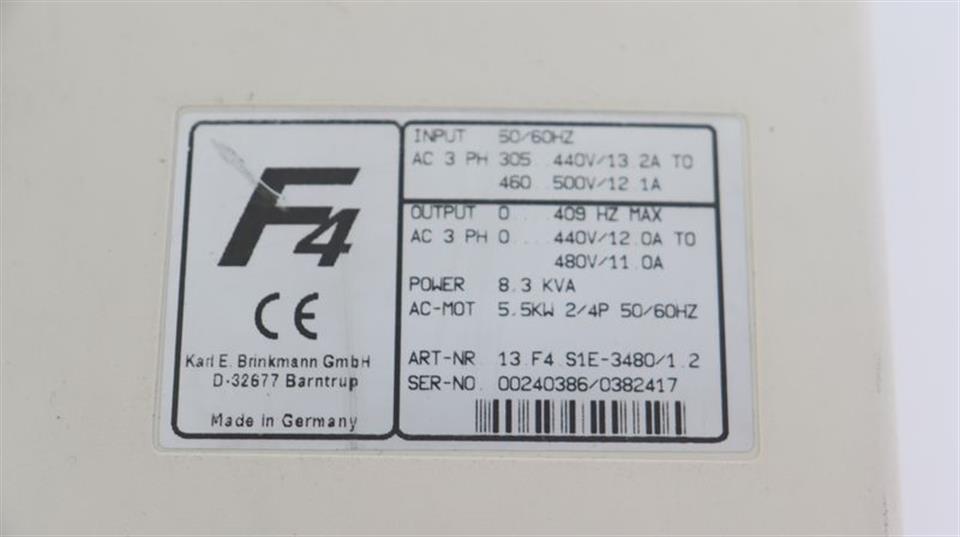 F4
CE
Karl E. Brinkmann GmbH
D-32677 Barntrup
Made in Germany
INPUT 50/60HZ
AC 3 PH 305...440V/13.2A TO
460...500V/12.1A
OUTPUT 0....409 HZ MAX
AC 3 PH 0....440V/12.0A TO
480V/11.0A
POWER 8.3 KVA
AC-MOT 5.5KW 2/4P 50/60HZ
ART-NR. 13.F4.S1E-3480/1.2
SER-NO. 00240386/0382417